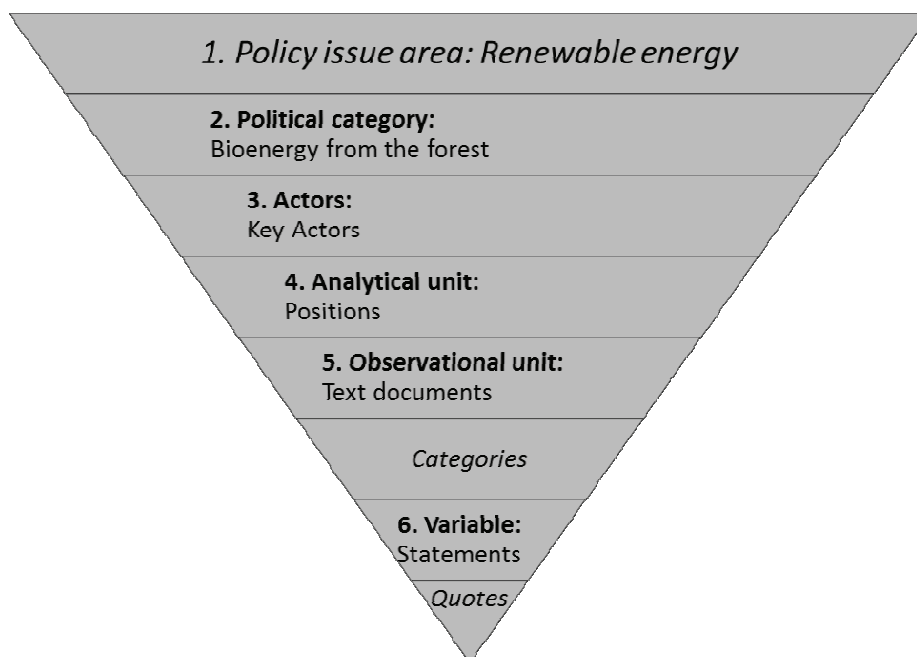 1. Policy issue area: Renewable energy
2. Political category:
Bioenergy from the forest
3. Actors:
Key Actors
4. Analytical unit:
Positions
5. Observational unit:
Text documents
Categories
6. Variable:
Statements
Quotes